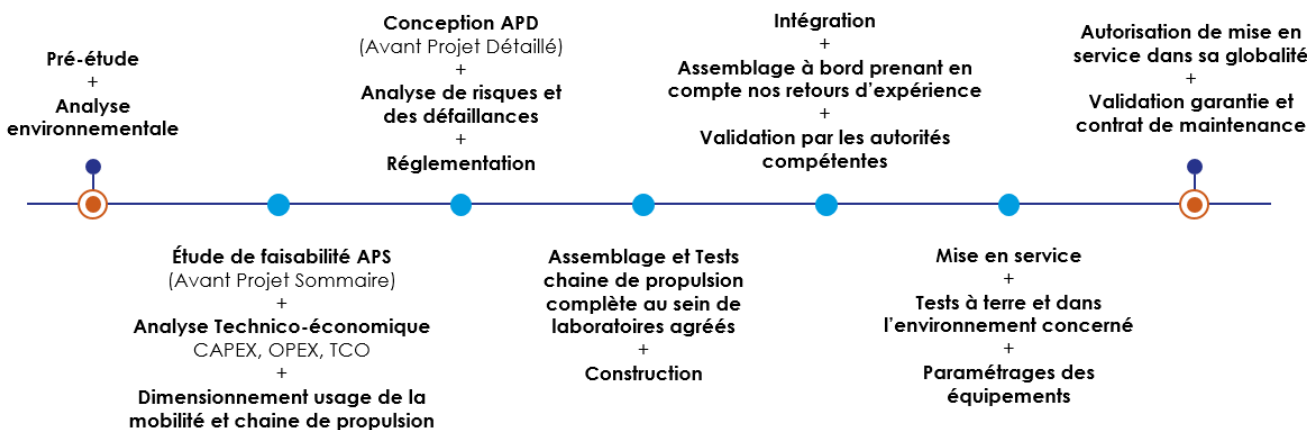 Pré-étude
+
Analyse
environnementale
Étude de faisabilité APS
(Avant Projet Sommaire)
+
Analyse Technico-économique
CAPEX, OPEX, TCO
+
Dimensionnement usage de la
mobilité et chaine de propulsion
Conception APD
(Avant Projet Détaillé)
+
Analyse de risques et
des défaillances
+
Réglementation
Assemblage et Tests
chaine de propulsion
complète au sein de
laboratoires agréés
+
Construction
Intégration
+
Assemblage à bord prenant en
compte nos retours d'expérience
+
Validation par les autorités
compétentes
Mise en service
+
Tests à terre et dans
l'environnement concerné
+
Paramétrages des
équipements
Autorisation de mise en
service dans sa globalité
+
Validation garantie et
contrat de maintenance